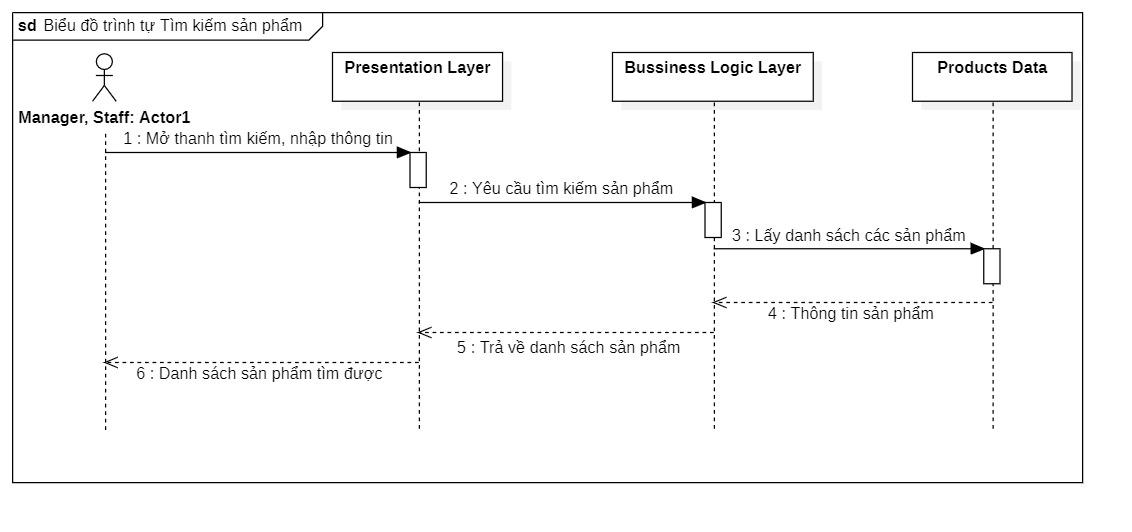 sd Biểu đồ trình tự Tìm kiếm sản phẩm
Presentation Layer
Bussiness Logic Layer
Products Data
Manager, Staff: Actor1
1 : Mở thanh tìm kiếm, nhập thông tin
2 : Yêu cầu tìm kiếm sản phẩm
3 : Lấy danh sách các sản phẩm
4 : Thông tin sản phẩm
5 : Trả về danh sách sản phẩm
6 : Danh sách sản phẩm tìm được